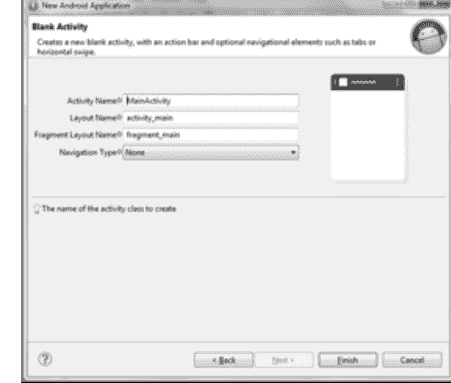 New Android Application
Blank Activity
Creates a new blank activity, with an action bar and optional navigational elements such as tabs or
horizontal swipe.
Activity Name MainActivity
Layout Name activity_main
Fragment Layout Name fragment_main
Navigation Type None
The name of the activity class to create
< Back Next > Finish Cancel